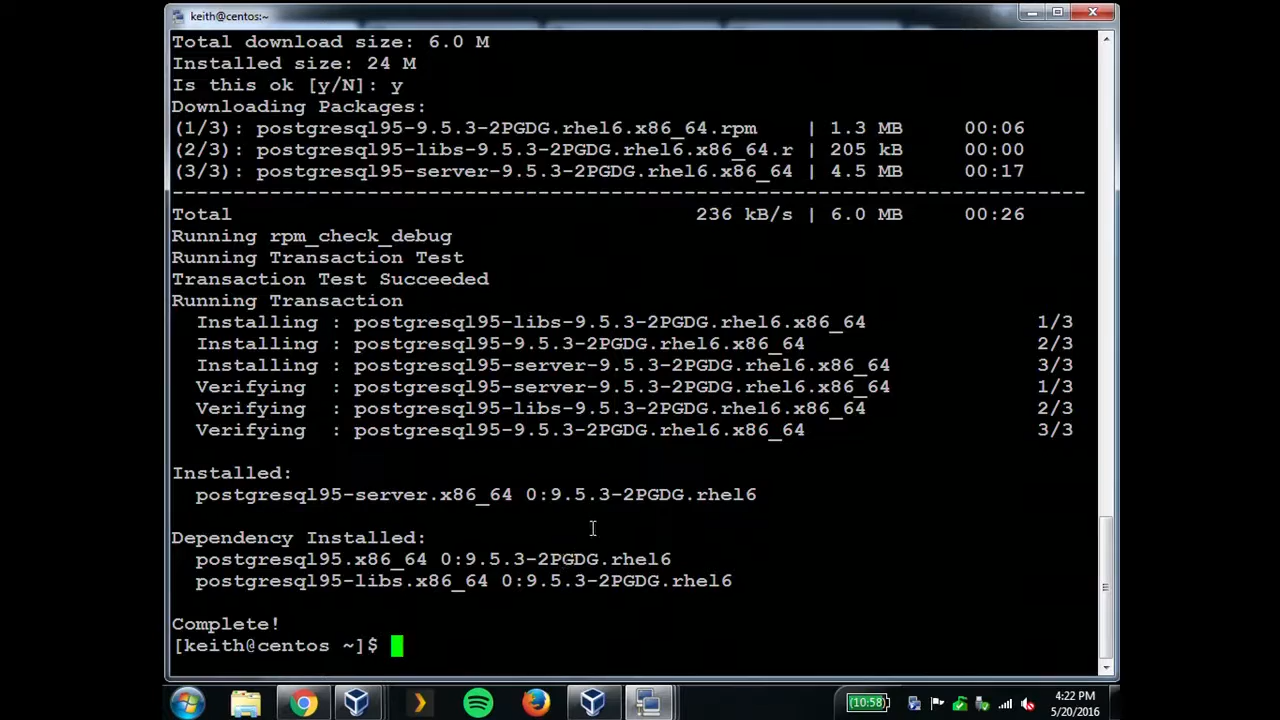 keith@centos:~
Total download size: 6.0 M
Installed size: 24 M
Is this ok [y/N]: y
Downloading Packages:
(1/3): postgresql95-9.5.3-2PGDG.rhel6.x86_64.rpm | 1.3 MB 00:06
(2/3): postgresql95-libs-9.5.3-2PGDG.rhel6.x86_64.r | 205 kB 00:00
(3/3): postgresql95-server-9.5.3-2PGDG.rhel6.x86_64 | 4.5 MB 00:17
---------------------------------------------------------------------------
Total 236 kB/s | 6.0 MB 00:26
Running rpm_check_debug
Running Transaction Test
Transaction Test Succeeded
Running Transaction
Installing : postgresql95-libs-9.5.3-2PGDG.rhel6.x86_64 1/3
Installing : postgresql95-9.5.3-2PGDG.rhel6.x86_64 2/3
Installing : postgresql95-server-9.5.3-2PGDG.rhel6.x86_64 3/3
Verifying : postgresql95-server-9.5.3-2PGDG.rhel6.x86_64 1/3
Verifying : postgresql95-libs-9.5.3-2PGDG.rhel6.x86_64 2/3
Verifying : postgresql95-9.5.3-2PGDG.rhel6.x86_64 3/3
Installed:
postgresql95-server.x86_64 0:9.5.3-2PGDG.rhel6
Dependency Installed:
postgresql95.x86_64 0:9.5.3-2PGDG.rhel6
postgresql95-libs.x86_64 0:9.5.3-2PGDG.rhel6
Complete!
[keith@centos ~]$
(10:58)
4:22 PM
5/20/2016